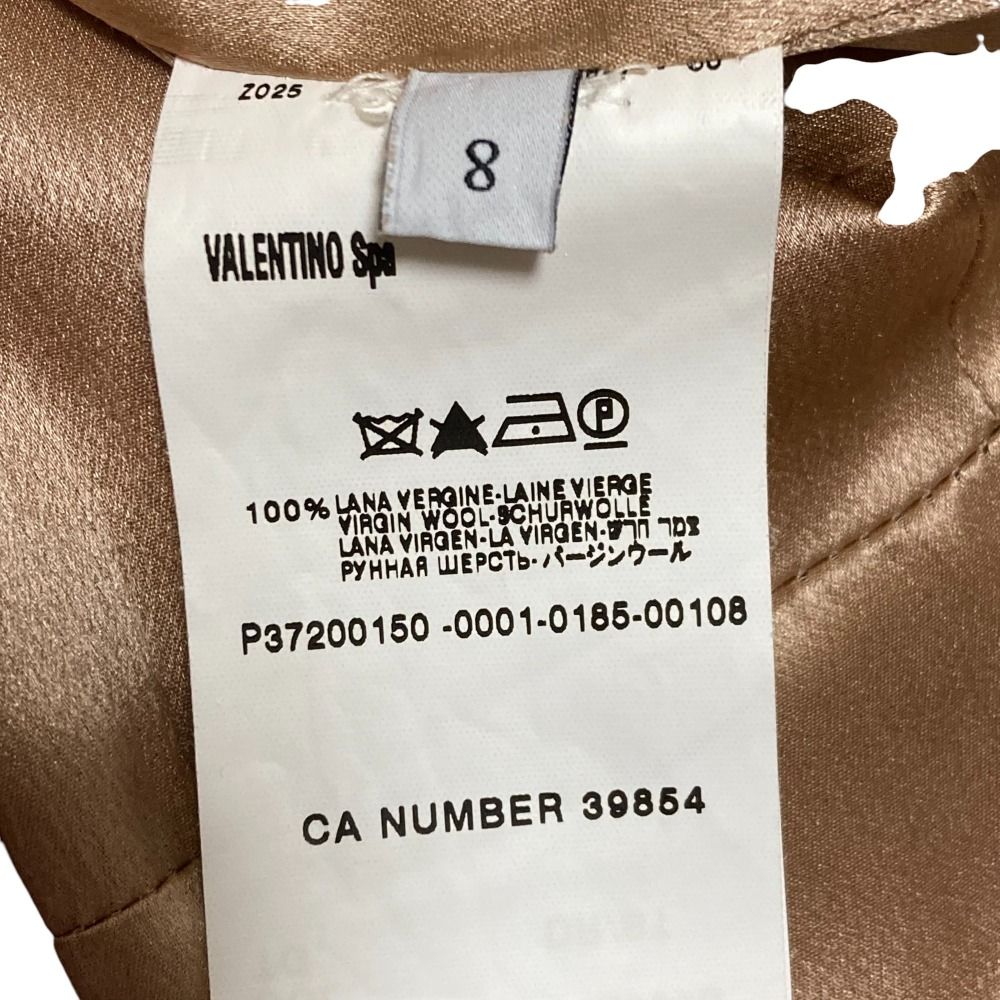 Z025
8
VALENTINO Spa
100% LANA VERGINE-LAINE VIERGE
VIRGIN WOOL-SCHURWOLLE
LANA VIRGEN-LA VIRGEN-צמר חדש
РУННАЯ ШЕРСТЬ-バージンウール
P37200150 -0001-0185-00108
CA NUMBER 39854